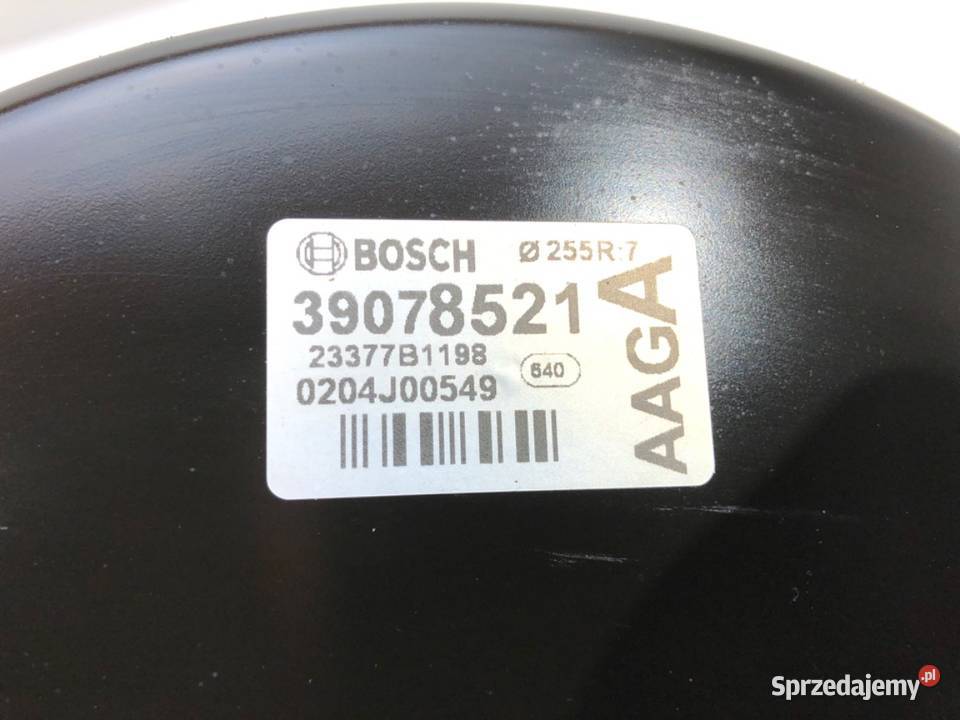 BOSCH Ø 255R:7
39078521
23377B1198
640
0204J00549
AAGA
Sprzedajemy.pl